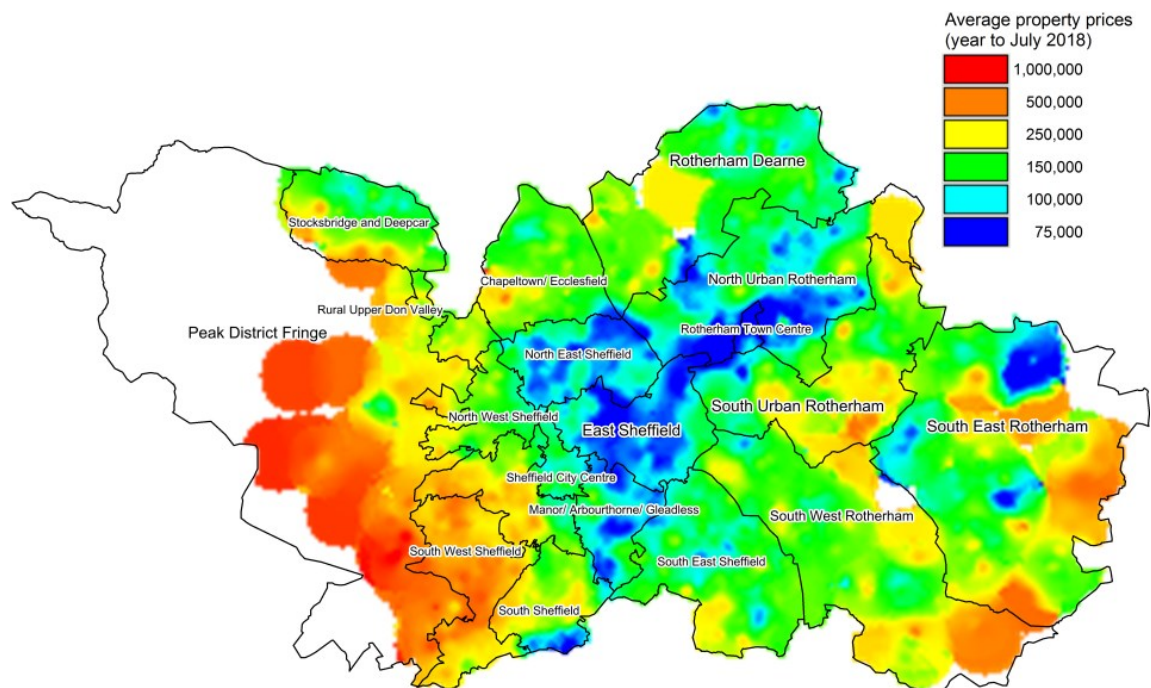 Average property prices
(year to July 2018)
1,000,000
500,000
250,000
150,000
100,000
75,000
Rotherham Dearne
Stocksbridge and Deepcar
Chapeltown/ Ecclesfield
North Urban Rotherham
Rural Upper Don Valley
Peak District Fringe
Rotherham Town Centre
North East Sheffield
South Urban Rotherham
North West Sheffield
East Sheffield
South East Rotherham
Sheffield City Centre
Manor/ Arbourthorne/ Gleadless
South West Rotherham
South West Sheffield
South East Sheffield
South Sheffield